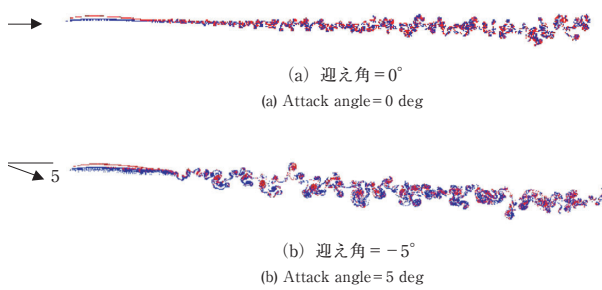 (a) 迎え角＝0°
(a) Attack angle=0 deg
5
(b) 迎え角＝−5°
(b) Attack angle=5 deg